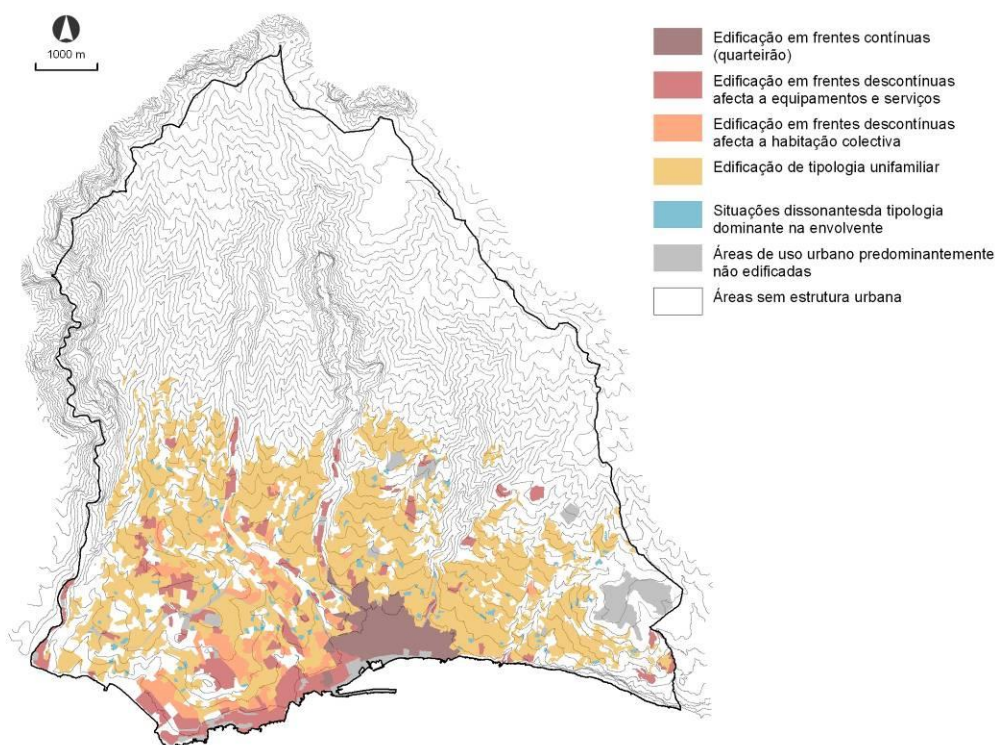 1000 m
Edificação em frentes contínuas
(quarteirão)
Edificação em frentes descontínuas
afecta a equipamentos e serviços
Edificação em frentes descontínuas
afecta a habitação colectiva
Edificação de tipologia unifamiliar
Situações dissonantesda tipologia
dominante na envolvente
Áreas de uso urbano predominantemente
não edificadas
Áreas sem estrutura urbana